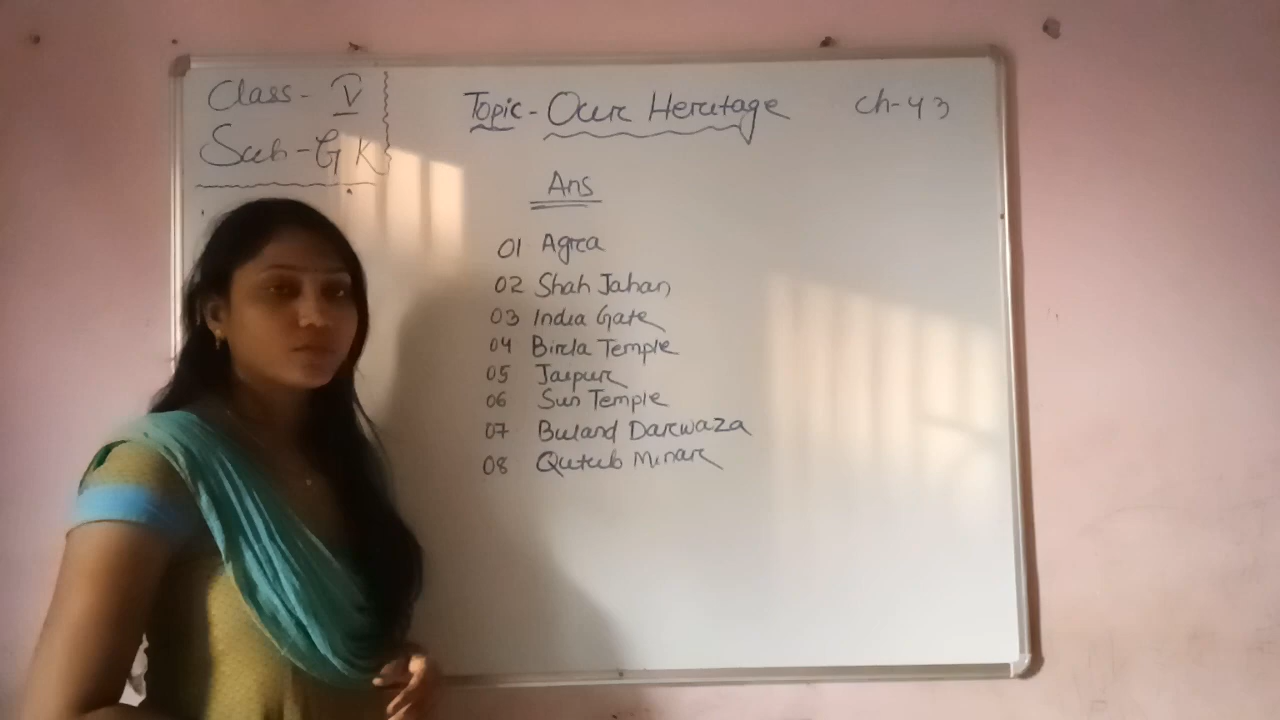 Class - V
Sub - GK
Topic - Our Heritage
Ch-43
Ans
01 Agra
02 Shah Jahan
03 India Gate
04 Birla Temple
05 Jaipur
06 Sun Temple
07 Buland Darwaza
08 Qutub Minar